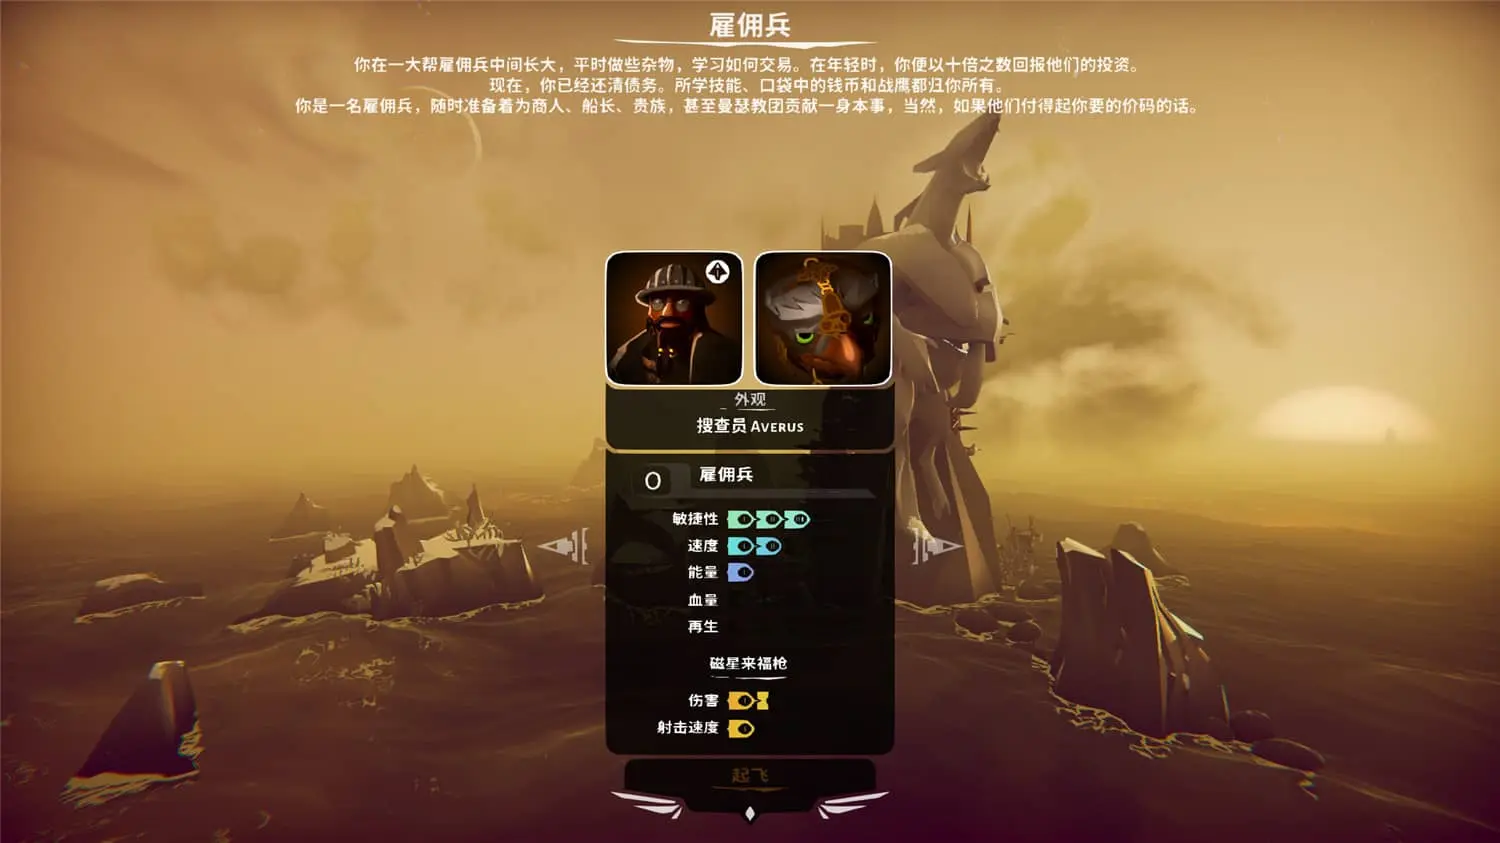 雇佣兵
你在一大帮雇佣兵中间长大，平时做些杂物，学习如何交易。在年轻时，你便以十倍之数回报他们的投资。
现在，你已经还清债务。所学技能、口袋中的钱币和战鹰都归你所有。
你是一名雇佣兵，随时准备着为商人、船长、贵族，甚至曼瑟教团贡献一身本事，当然，如果他们付得起你要的价码的话。
外观
搜查员 Averus
0 雇佣兵
敏捷性
速度
能量
血量
再生
磁星来福枪
伤害
射击速度
起飞